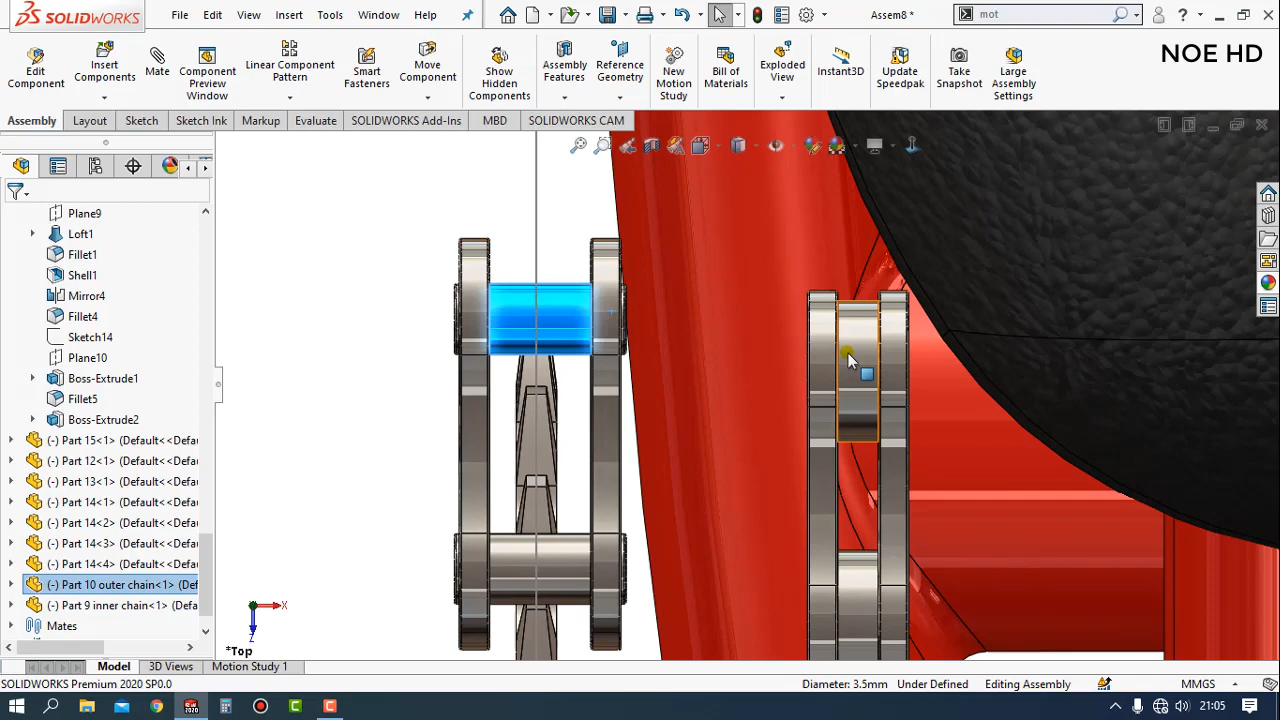 SOLIDWORKS File Edit View Insert Tools Window Help Assem8 * mot
NOE HD
Edit Component
Insert Components
Mate
Component Preview Window
Linear Component Pattern
Smart Fasteners
Move Component
Show Hidden Components
Assembly Features
Reference Geometry
New Motion Study
Bill of Materials
Exploded View
Instant3D
Update Speedpak
Take Snapshot
Large Assembly Settings
Assembly Layout Sketch Sketch Ink Markup Evaluate SOLIDWORKS Add-Ins MBD SOLIDWORKS CAM
Plane9
Loft1
Fillet1
Shell1
Mirror4
Fillet4
Sketch14
Plane10
Boss-Extrude1
Fillet5
Boss-Extrude2
(-) Part 15<1> (Default<<Defau
(-) Part 12<1> (Default<<Defau
(-) Part 13<1> (Default<<Defau
(-) Part 14<1> (Default<<Defau
(-) Part 14<2> (Default<<Defau
(-) Part 14<3> (Default<<Defau
(-) Part 14<4> (Default<<Defau
(-) Part 10 outer chain<1> (Def
(-) Part 9 inner chain<1> (Defa
Mates
X
Z
*Top
Model 3D Views Motion Study 1
SOLIDWORKS Premium 2020 SP0.0 Diameter: 3.5mm Under Defined Editing Assembly MMGS
21:05